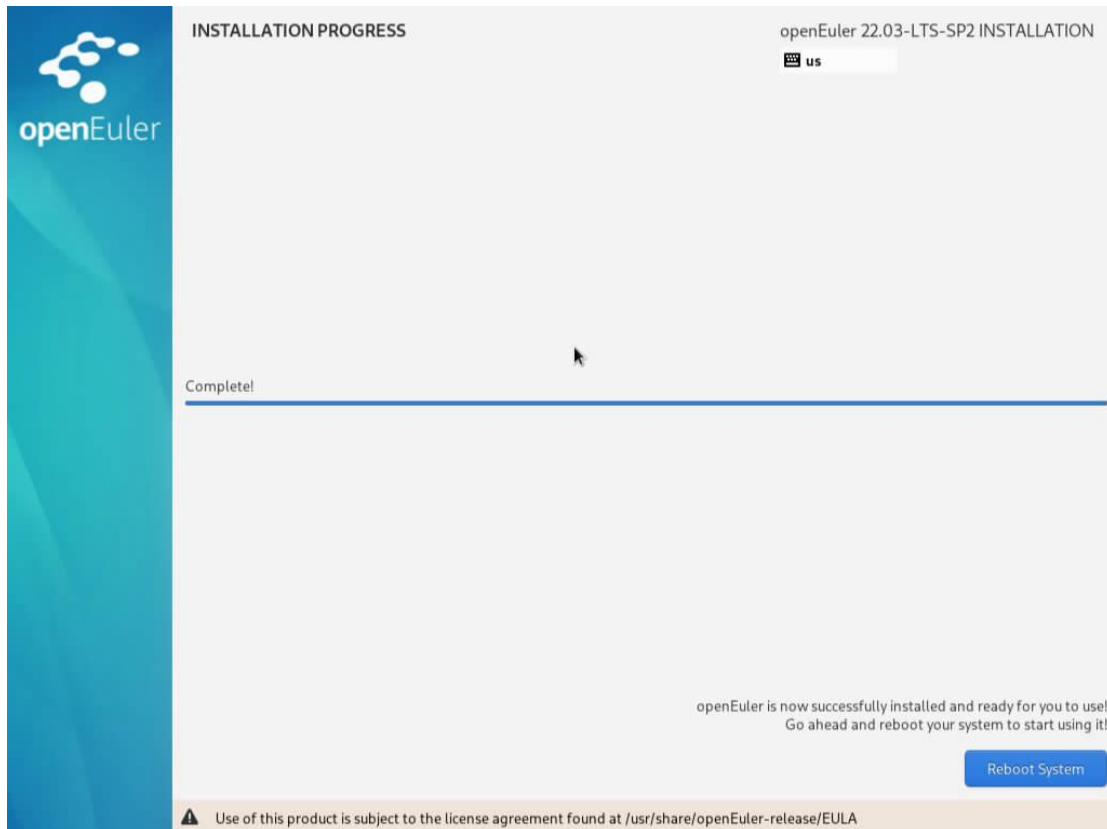 openEuler
INSTALLATION PROGRESS
openEuler 22.03-LTS-SP2 INSTALLATION
us
Complete!
openEuler is now successfully installed and ready for you to use!
Go ahead and reboot your system to start using it!
Reboot System
Use of this product is subject to the license agreement found at /usr/share/openEuler-release/EULA